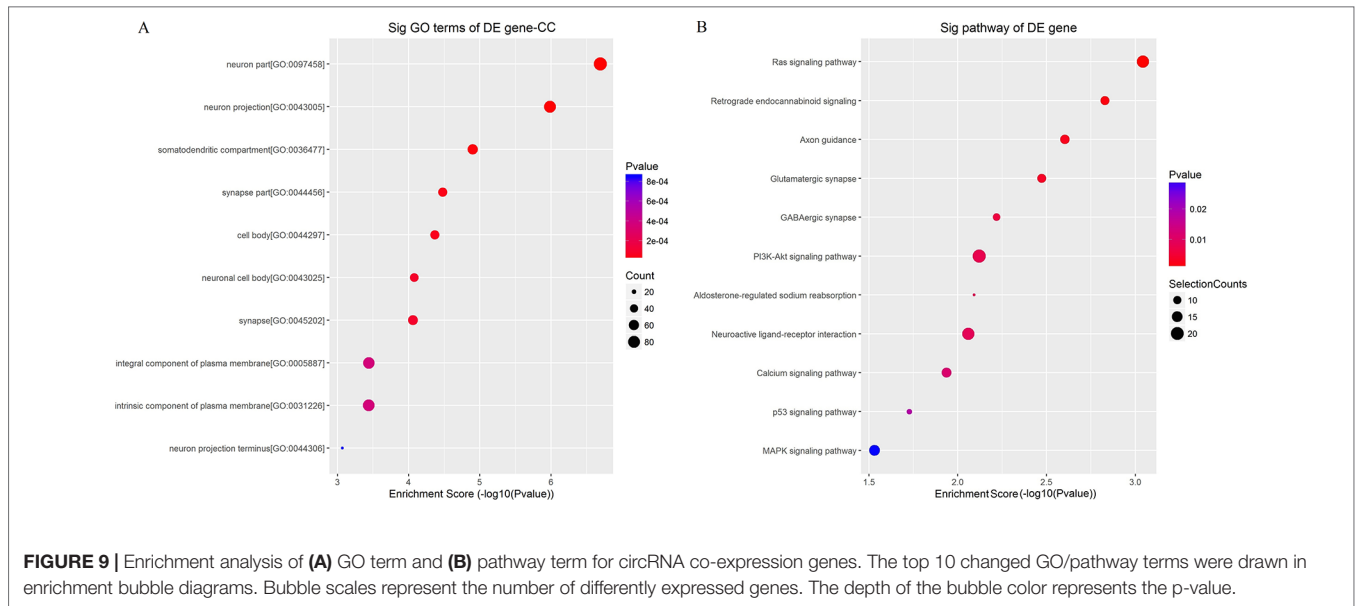 A
Sig GO terms of DE gene-CC
neuron part[GO:0097458]
neuron projection[GO:0043005]
somatodendritic compartment[GO:0036477]
synapse part[GO:0044456]
cell body[GO:0044297]
neuronal cell body[GO:0043025]
synapse[GO:0045202]
integral component of plasma membrane[GO:0005887]
intrinsic component of plasma membrane[GO:0031226]
neuron projection terminus[GO:0044306]
3
4
5
6
Enrichment Score (-log10(Pvalue))
Pvalue
8e-04
6e-04
4e-04
2e-04
Count
20
40
60
80
B
Sig pathway of DE gene
Ras signaling pathway
Retrograde endocannabinoid signaling
Axon guidance
Glutamatergic synapse
GABAergic synapse
PI3K-Akt signaling pathway
Aldosterone-regulated sodium reabsorption
Neuroactive ligand-receptor interaction
Calcium signaling pathway
p53 signaling pathway
MAPK signaling pathway
1.5
2.0
2.5
3.0
Enrichment Score (-log10(Pvalue))
Pvalue
0.02
0.01
SelectionCounts
10
15
20
FIGURE 9 | Enrichment analysis of (A) GO term and (B) pathway term for circRNA co-expression genes. The top 10 changed GO/pathway terms were drawn in
enrichment bubble diagrams. Bubble scales represent the number of differently expressed genes. The depth of the bubble color represents the p-value.